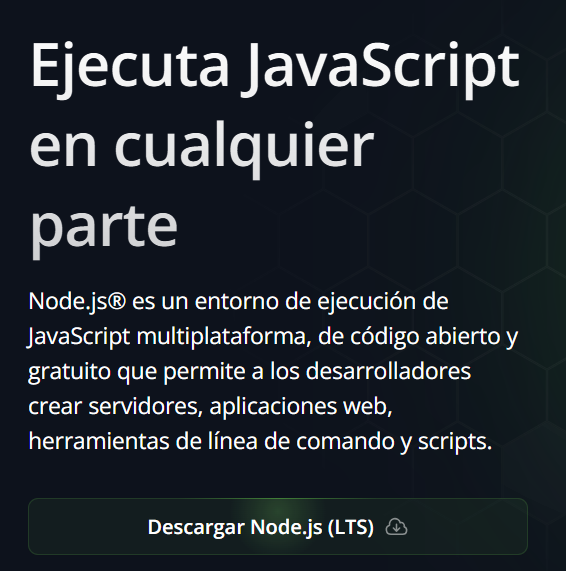 Ejecuta JavaScript
en cualquier
parte
Node.js® es un entorno de ejecución de
JavaScript multiplataforma, de código abierto y
gratuito que permite a los desarrolladores
crear servidores, aplicaciones web,
herramientas de línea de comando y scripts.
Descargar Node.js (LTS)